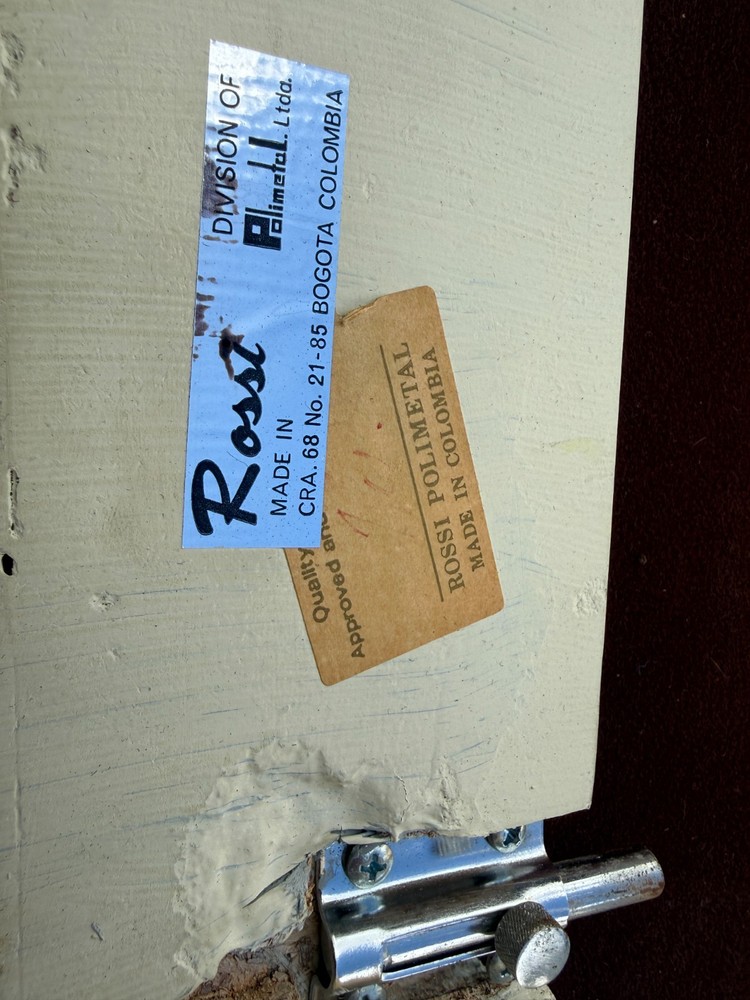 Rossi
DIVISION OF
Polimetal. Ltda.
MADE IN
CRA. 68 No. 21-85 BOGOTA COLOMBIA
Quality
Approved and
ROSSI POLIMETAL
MADE IN COLOMBIA